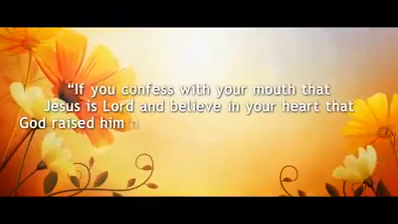 “If you confess with your mouth that
Jesus is Lord and believe in your heart that
God raised him